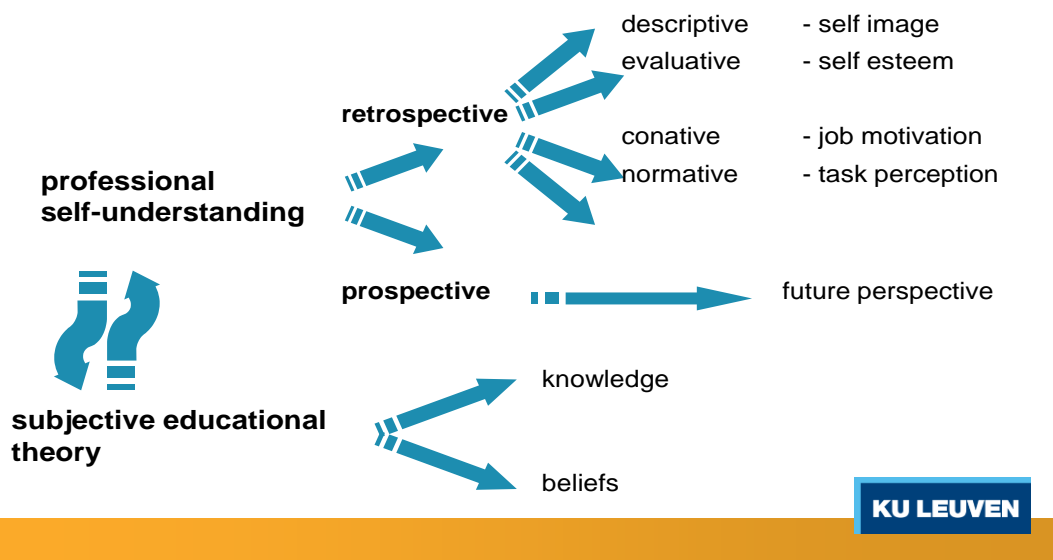 descriptive - self image
evaluative - self esteem
retrospective
conative - job motivation
normative - task perception
professional
self-understanding
prospective
future perspective
knowledge
subjective educational
theory
beliefs
KU LEUVEN